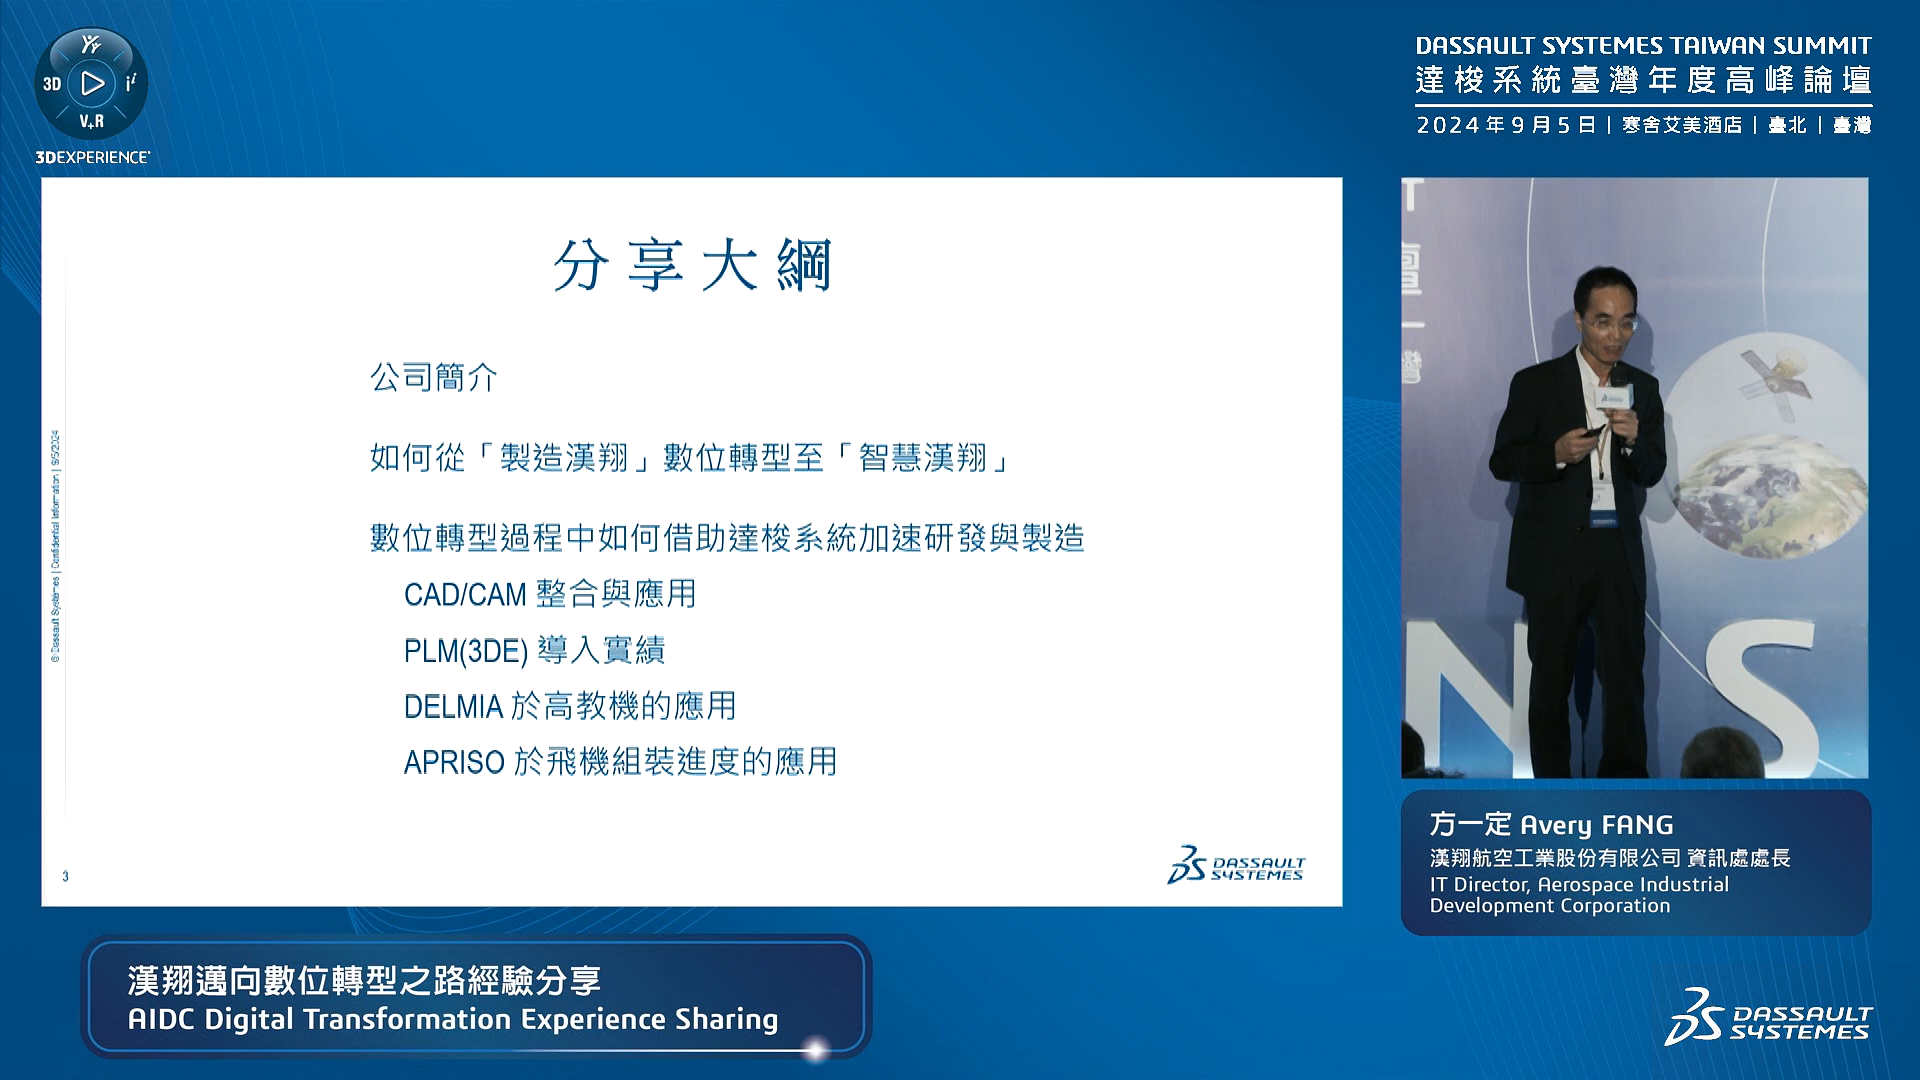 3D
V+R
3DEXPERIENCE
DASSAULT SYSTEMES TAIWAN SUMMIT
達梭系統臺灣年度高峰論壇
2024年9月5日 | 寒舍艾美酒店 | 臺北 | 臺灣
分享大綱
公司簡介
如何從「製造漢翔」數位轉型至「智慧漢翔」
數位轉型過程中如何借助達梭系統加速研發與製造
CAD/CAM 整合與應用
PLM(3DE) 導入實績
DELMIA 於高教機的應用
APRISO 於飛機組裝進度的應用
© Dassault Systèmes | Confidential Information | 9/5/2024
3
DASSAULT
SYSTEMES
T
壇
灣
N S
方一定 Avery FANG
漢翔航空工業股份有限公司 資訊處處長
IT Director, Aerospace Industrial
Development Corporation
漢翔邁向數位轉型之路經驗分享
AIDC Digital Transformation Experience Sharing
DASSAULT
SYSTEMES